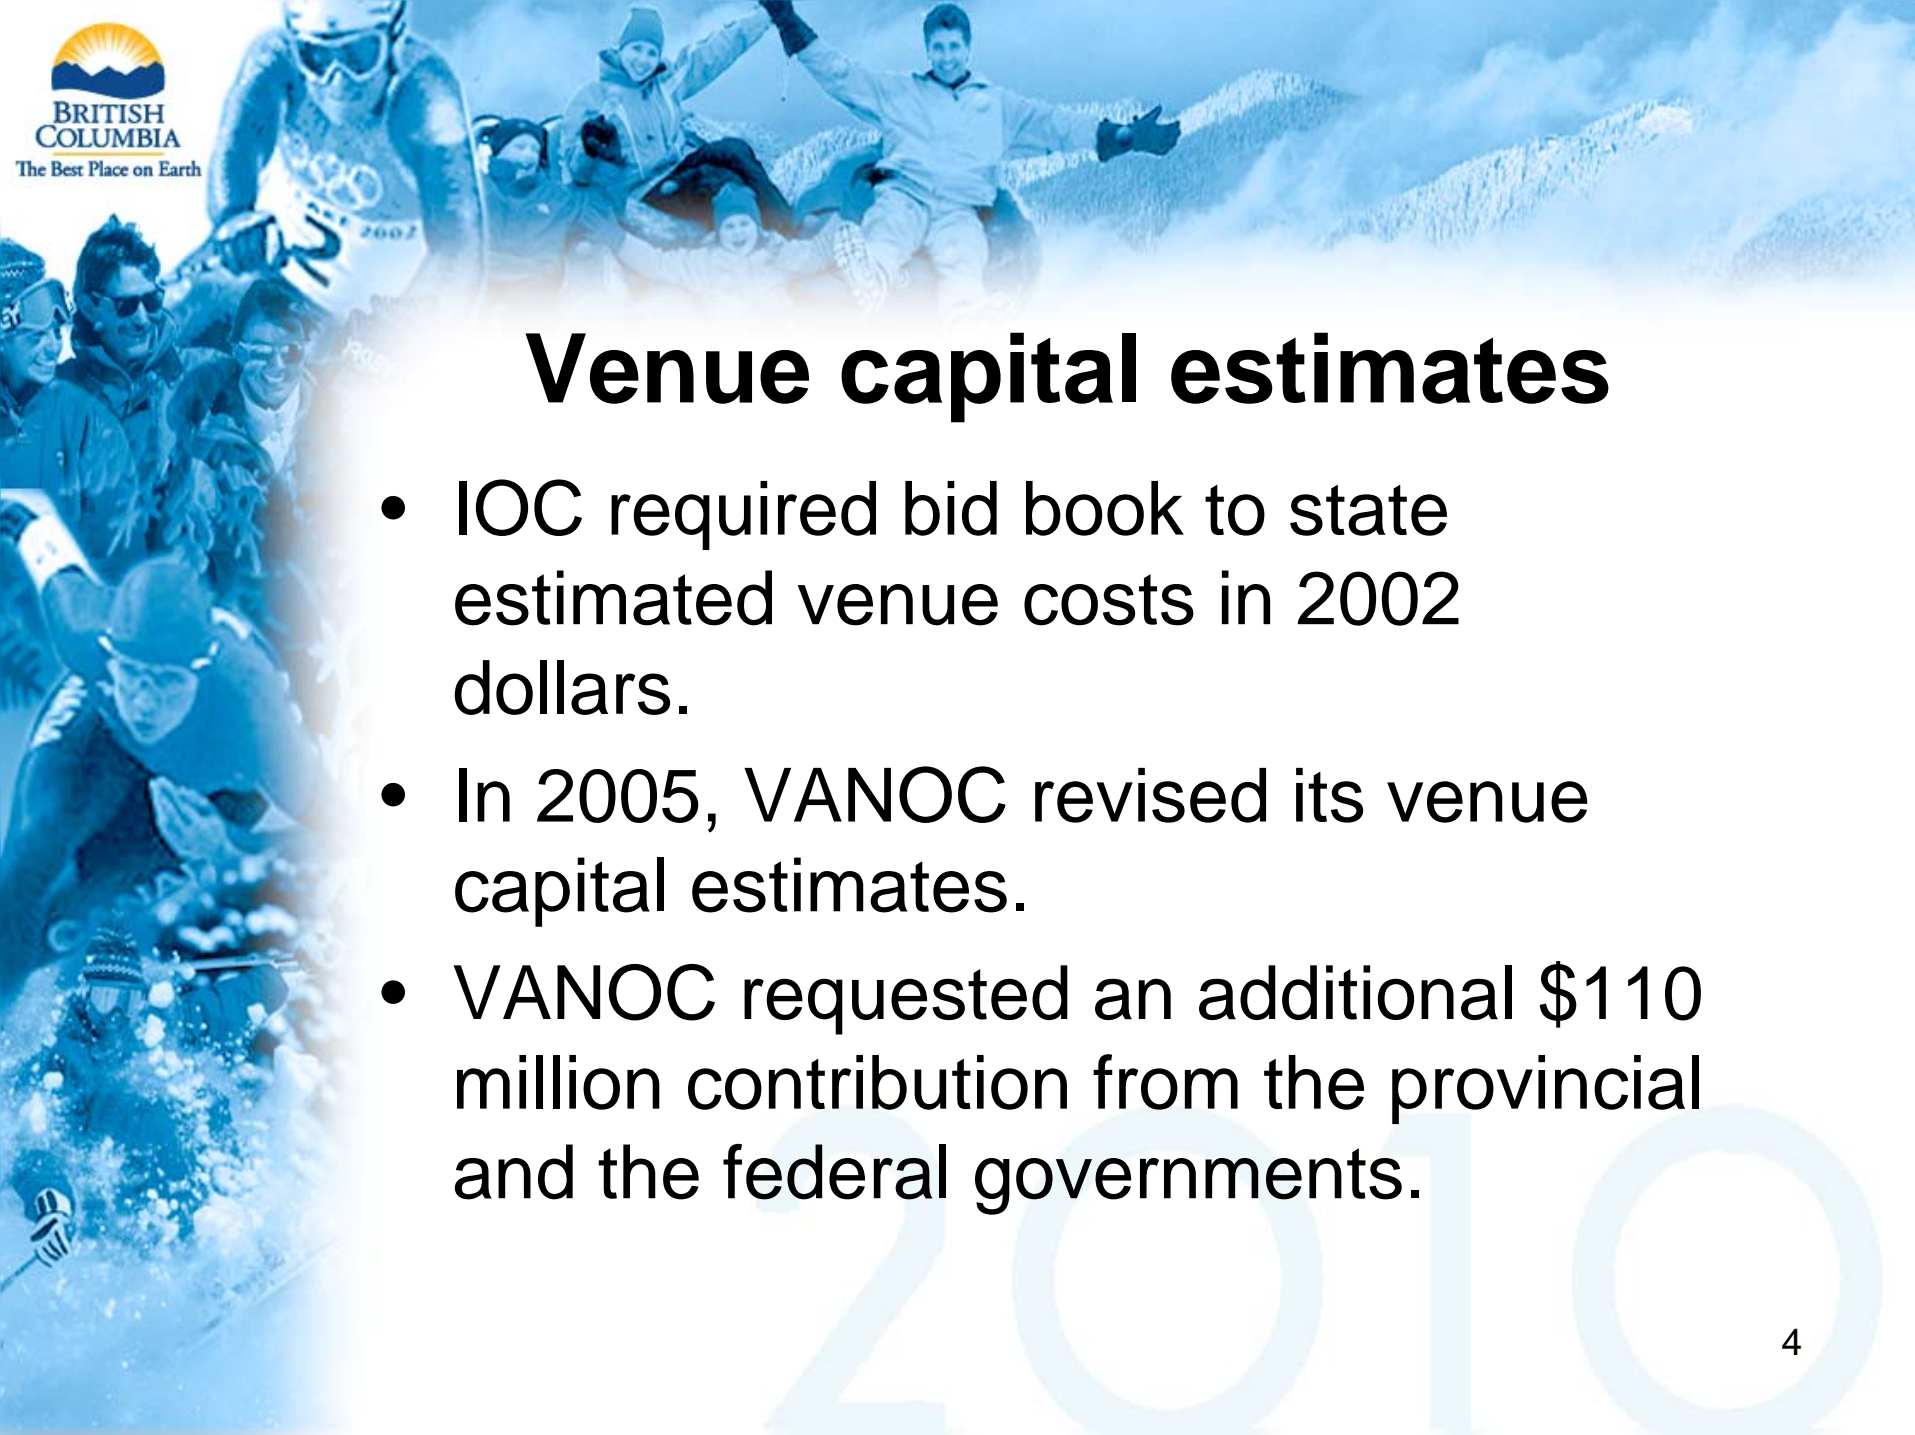 BRITISH
COLUMBIA
The Best Place on Earth
2002
Venue capital estimates
• IOC required bid book to state
estimated venue costs in 2002
dollars.
• In 2005, VANOC revised its venue
capital estimates.
• VANOC requested an additional $110
million contribution from the provincial
and the federal governments.
2010
4